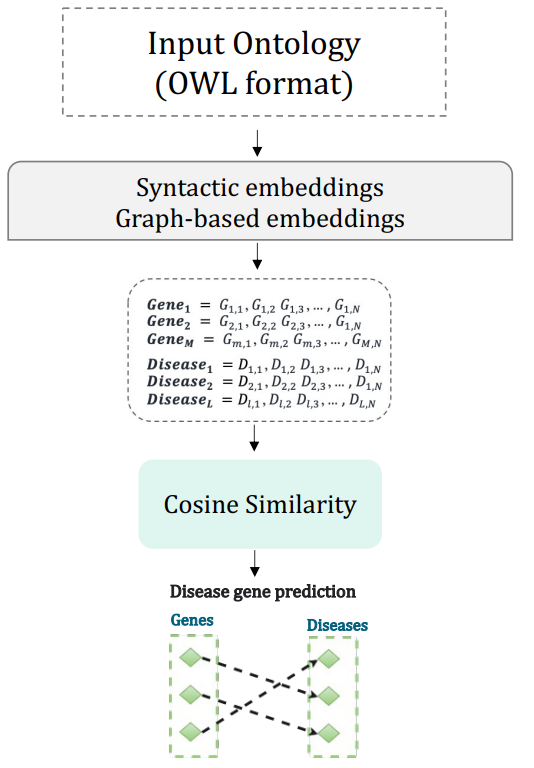 Input Ontology
(OWL format)
Syntactic embeddings
Graph-based embeddings
Gene₁ = G₁,₁, G₁,₂ G₁,₃, … , G₁,N
Gene₂ = G₂,₁, G₂,₂ G₂,₃, … , G₁,N
Gene_M = G_m,1, G_m,2 G_m,3, … , G_M,N
Disease₁ = D₁,₁, D₁,₂ D₁,₃, … , D₁,N
Disease₂ = D₂,₁, D₂,₂ D₂,₃, … , D₁,N
Disease_L = D_l,1, D_l,2 D_l,3, … , D_L,N
Cosine Similarity
Disease gene prediction
Genes
Diseases